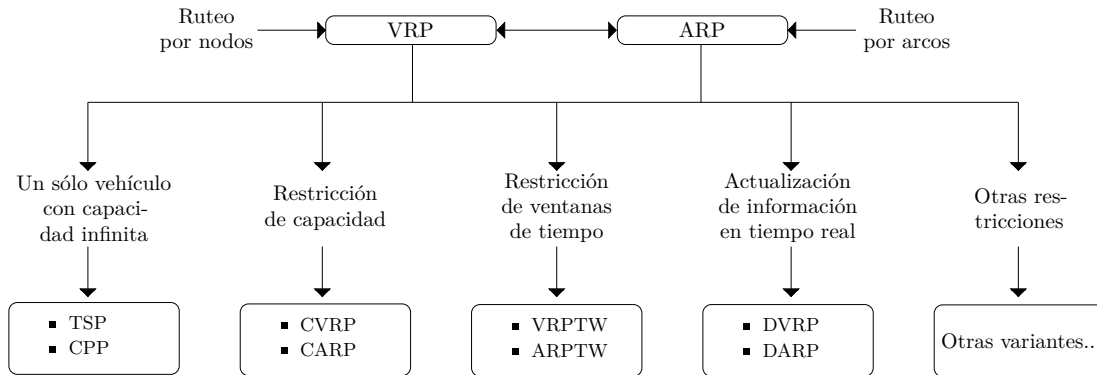 Ruteo
por nodos
VRP
ARP
Ruteo
por arcos
Un sólo vehículo
con capaci-
dad infinita
Restricción
de capacidad
Restricción
de ventanas
de tiempo
Actualización
de información
en tiempo real
Otras res-
tricciones
▪ TSP
▪ CPP
▪ CVRP
▪ CARP
▪ VRPTW
▪ ARPTW
▪ DVRP
▪ DARP
Otras variantes..